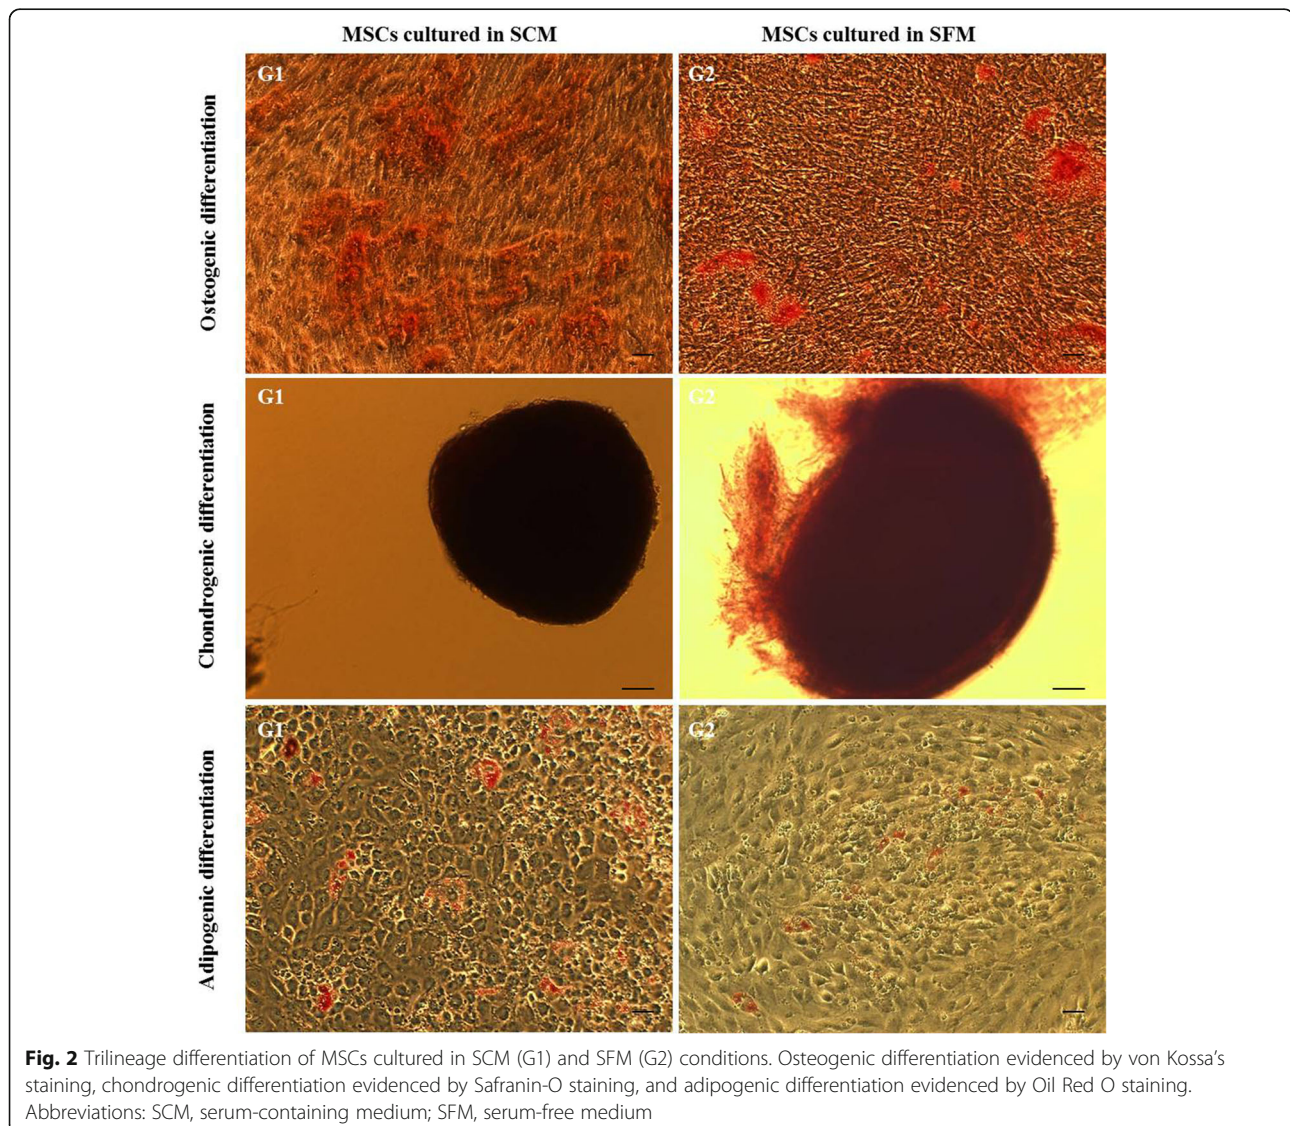 MSCs cultured in SCM
MSCs cultured in SFM
Osteogenic differentiation
G1
G2
Chondrogenic differentiation
G1
G2
Adipogenic differentiation
G1
G2
Fig. 2 Trilineage differentiation of MSCs cultured in SCM (G1) and SFM (G2) conditions. Osteogenic differentiation evidenced by von Kossa's
staining, chondrogenic differentiation evidenced by Safranin-O staining, and adipogenic differentiation evidenced by Oil Red O staining.
Abbreviations: SCM, serum-containing medium; SFM, serum-free medium